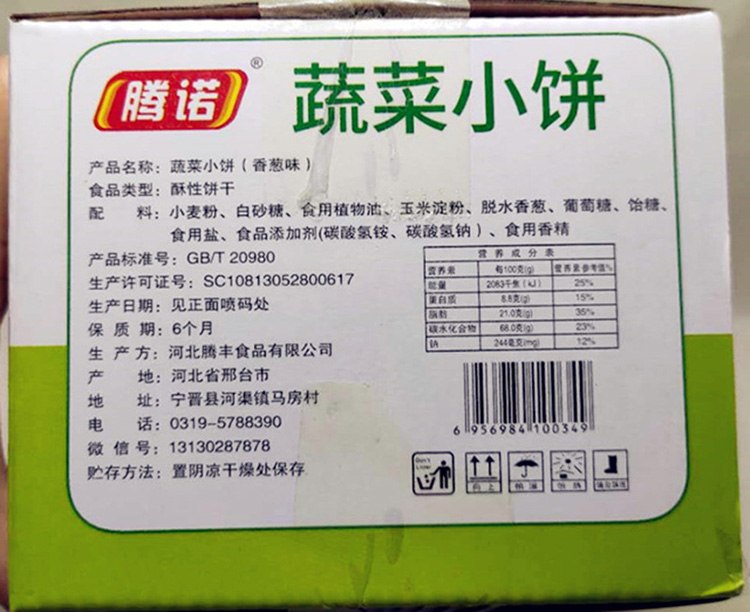 腾诺®
蔬菜小饼
产品名称：蔬菜小饼（香葱味）
食品类型：酥性饼干
配 料：小麦粉、白砂糖、食用植物油、玉米淀粉、脱水香葱、葡萄糖、饴糖、
食用盐、食品添加剂(碳酸氢铵、碳酸氢钠）、食用香精
产品标准号：GB/T 20980
生产许可证号：SC10813052800617
生产日期：见正面喷码处
保 质 期：6个月
生 产 方：河北腾丰食品有限公司
产 地：河北省邢台市
地 址：宁晋县河渠镇马房村
电 话：0319-5788390
微 信 号：13130287878
贮存方法：置阴凉干燥处保存
营 养 成 分 表
营养素 每100克(g) 营养素参考值%
能量 2083千焦（kJ） 25%
蛋白质 8.8克(g) 15%
脂肪 21.0克(g) 35%
碳水化合物 68.0克(g) 23%
钠 244毫克(mg) 12%
6 956984 100349
向上